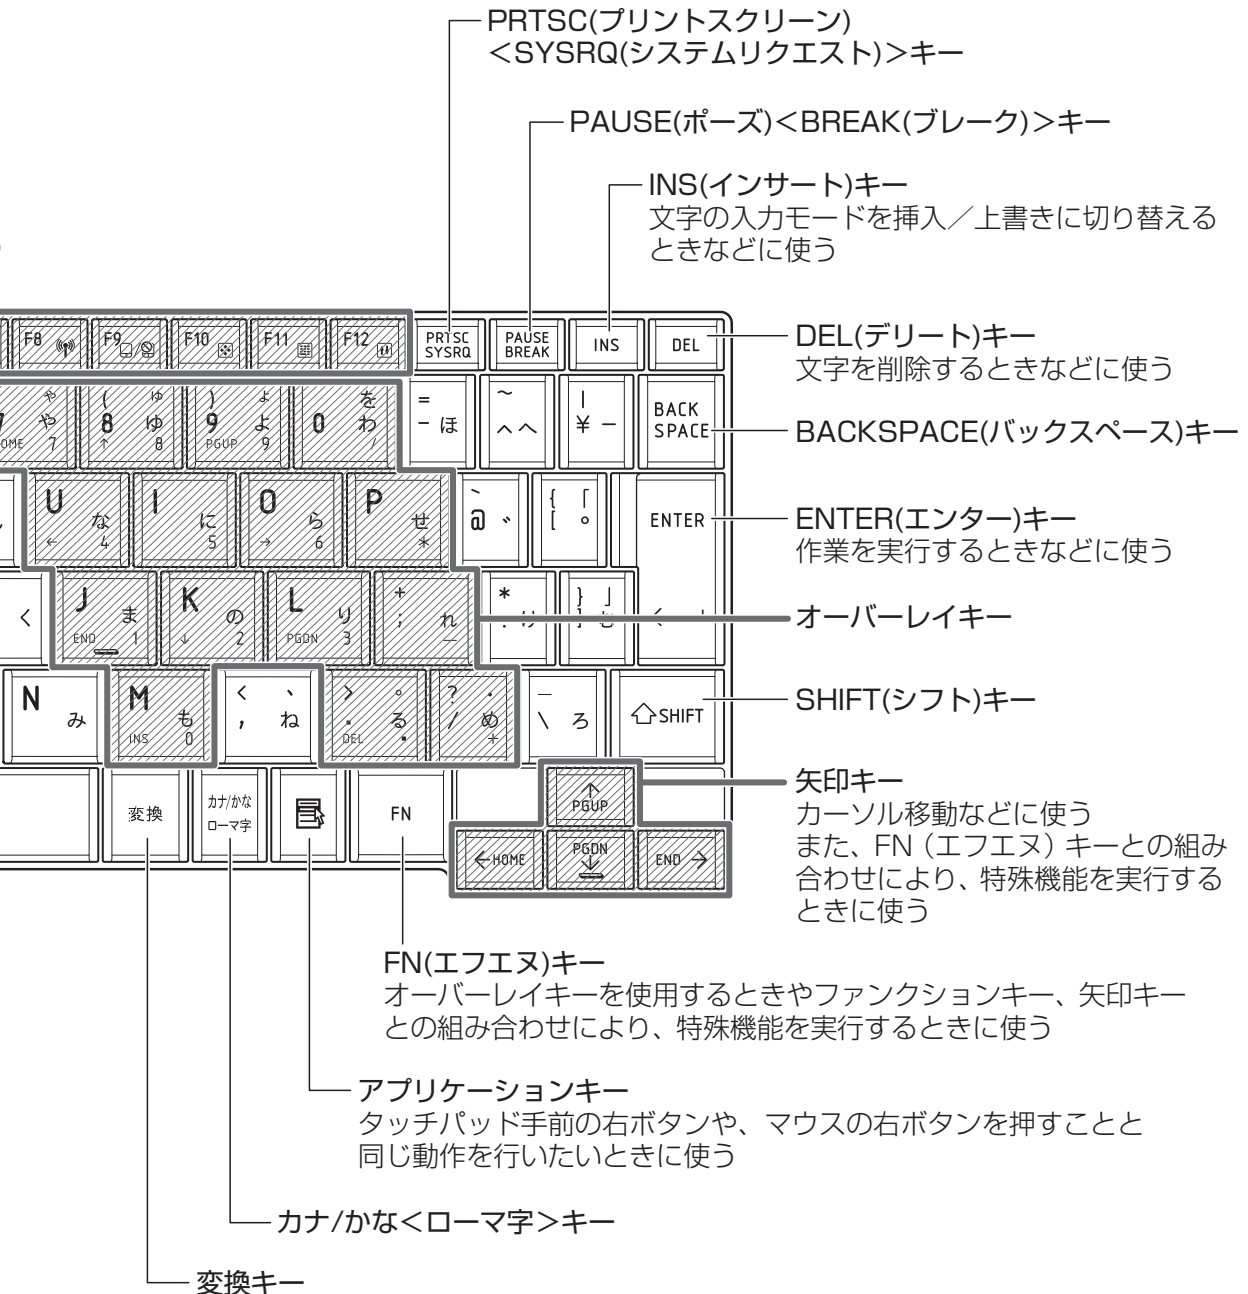 PRTSC(プリントスクリーン)
<SYSRQ(システムリクエスト)>キー
PAUSE(ポーズ)<BREAK(ブレーク)>キー
INS(インサート)キー
文字の入力モードを挿入／上書きに切り替える
ときなどに使う
F8 F9 F10 F11 F12 PRTSC SYSRQ PAUSE BREAK INS DEL
DEL(デリート)キー
文字を削除するときなどに使う
や ( ゅ ) ょ を = ~ |
や 8 ゆ 9 よ 0 わ - ほ ^ へ ¥ ー BACK SPACE
7 ↑ 8 PGUP 9 /
BACKSPACE(バックスペース)キー
U な I に O ら P せ ` @ ゛ { 「 [ ゜ ENTER
← 4 5 → 6 *
ENTER(エンター)キー
作業を実行するときなどに使う
く J ま K の L り + ; れ * : け } 」 ] む
END 1 ↓ 2 PGDN 3 −
オーバーレイキー
N み M も < 、 , ね > 。 . る ? ・ / め _ \ ろ SHIFT
INS 0 DEL . +
SHIFT(シフト)キー
変換 カナ/かな ローマ字 FN
↑ PGUP
←HOME PGDN ↓ END →
矢印キー
カーソル移動などに使う
また、FN（エフエヌ）キーとの組み
合わせにより、特殊機能を実行する
ときに使う
FN(エフエヌ)キー
オーバーレイキーを使用するときやファンクションキー、矢印キー
との組み合わせにより、特殊機能を実行するときに使う
アプリケーションキー
タッチパッド手前の右ボタンや、マウスの右ボタンを押すことと
同じ動作を行いたいときに使う
カナ/かな<ローマ字>キー
変換キー